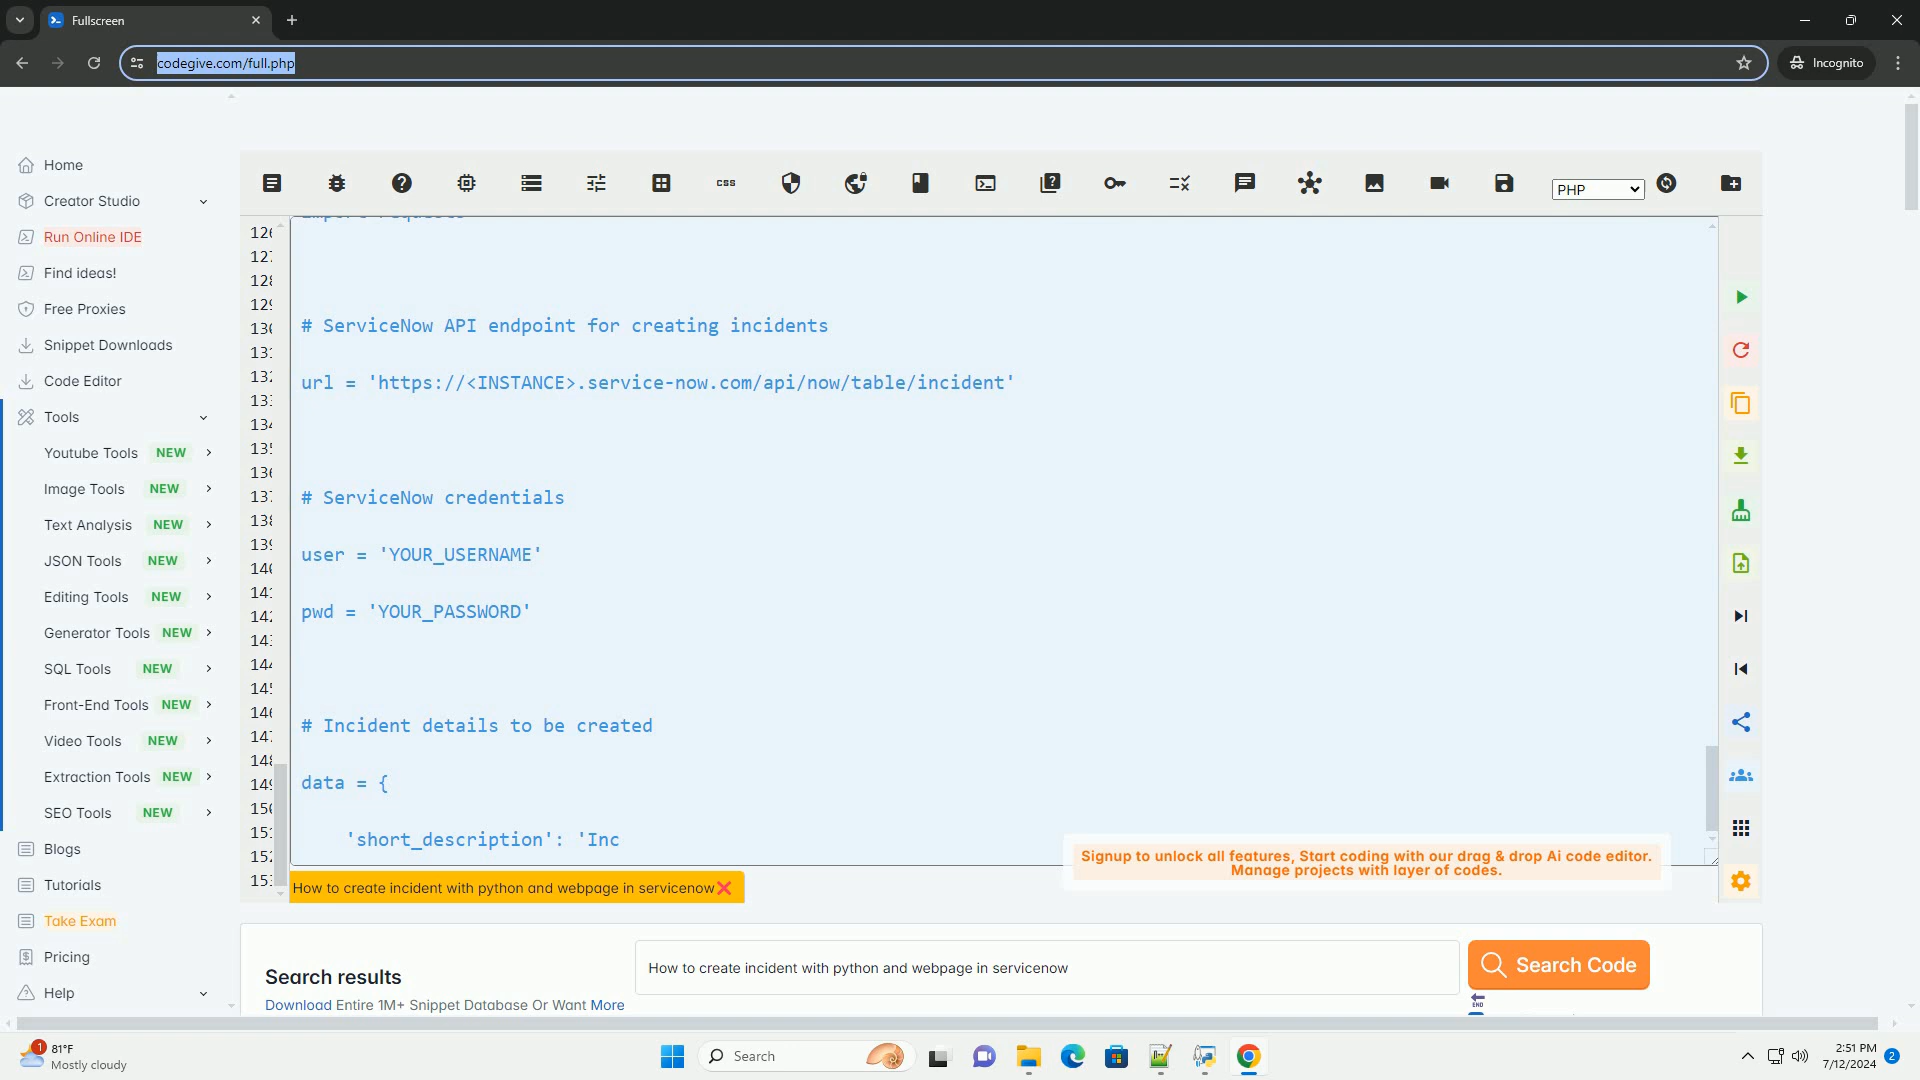 Fullscreen
codegive.com/full.php
Incognito
Home
Creator Studio
Run Online IDE
Find ideas!
Free Proxies
Snippet Downloads
Code Editor
Tools
Youtube Tools NEW
Image Tools NEW
Text Analysis NEW
JSON Tools NEW
Editing Tools NEW
Generator Tools NEW
SQL Tools NEW
Front-End Tools NEW
Video Tools NEW
Extraction Tools NEW
SEO Tools NEW
Blogs
Tutorials
Take Exam
Pricing
Help
css
PHP
# ServiceNow API endpoint for creating incidents
url = 'https://<INSTANCE>.service-now.com/api/now/table/incident'
# ServiceNow credentials
user = 'YOUR_USERNAME'
pwd = 'YOUR_PASSWORD'
# Incident details to be created
data = {
'short_description': 'Inc
Signup to unlock all features, Start coding with our drag & drop Ai code editor.
Manage projects with layer of codes.
How to create incident with python and webpage in servicenow
Search results
How to create incident with python and webpage in servicenow
Search Code
Download Entire 1M+ Snippet Database Or Want More
END
1
81°F
Mostly cloudy
Search
2:51 PM
7/12/2024
2